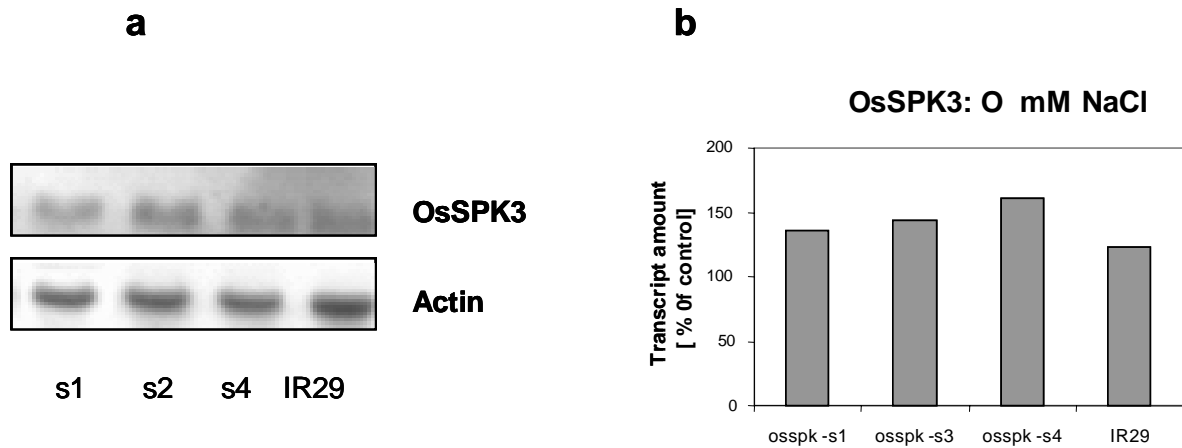 a
OsSPK3
Actin
s1 s2 s4 IR29
b
OsSPK3: O mM NaCl
Transcript amount
[ % 0f control]
200
150
100
50
0
osspk -s1 osspk -s3 osspk -s4 IR29